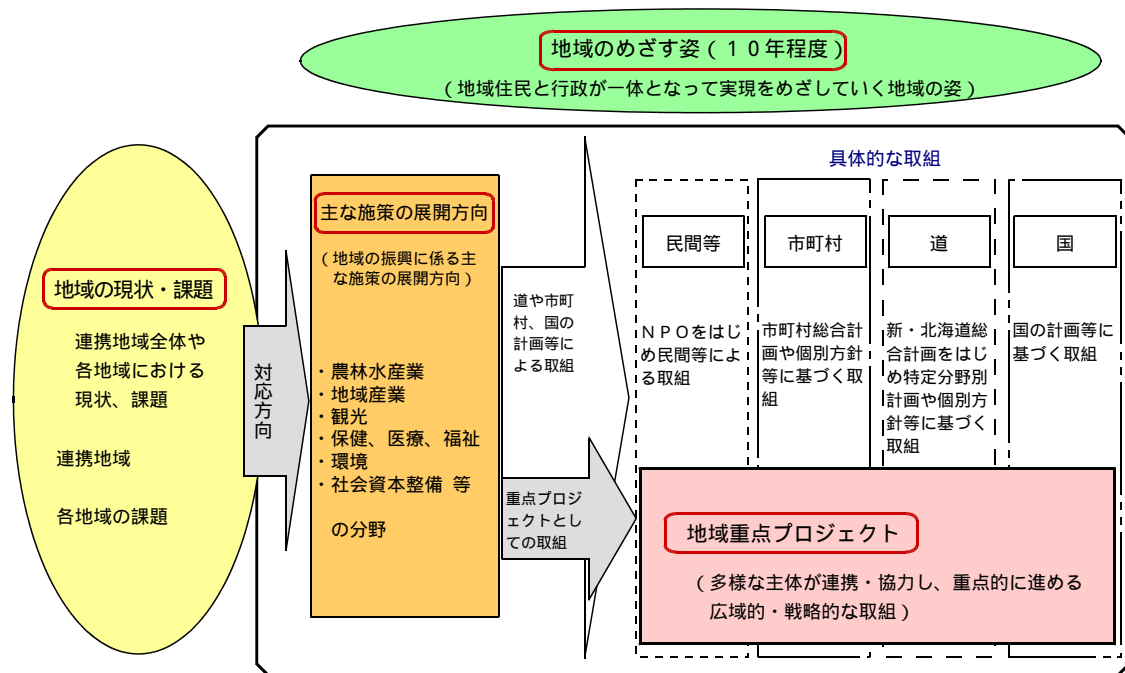 地域のめざす姿(10年程度)
(地域住民と行政が一体となって実現をめざしていく地域の姿)
地域の現状・課題
連携地域全体や
各地域における
現状、課題
連携地域
各地域の課題
対応方向
主な施策の展開方向
(地域の振興に係る主
な施策の展開方向)
・農林水産業
・地域産業
・観光
・保健、医療、福祉
・環境
・社会資本整備 等
の分野
道や市町
村、国の
計画等に
よる取組
重点プロジ
ェクトとし
ての取組
具体的な取組
民間等
NPOをはじ
め民間等によ
る取組
市町村
市町村総合計
画や個別方針
等に基づく取
組
道
新・北海道総
合計画をはじ
め特定分野別
計画や個別方
針等に基づく
取組
国
国の計画等に
基づく取組
地域重点プロジェクト
(多様な主体が連携・協力し、重点的に進める
広域的・戦略的な取組)